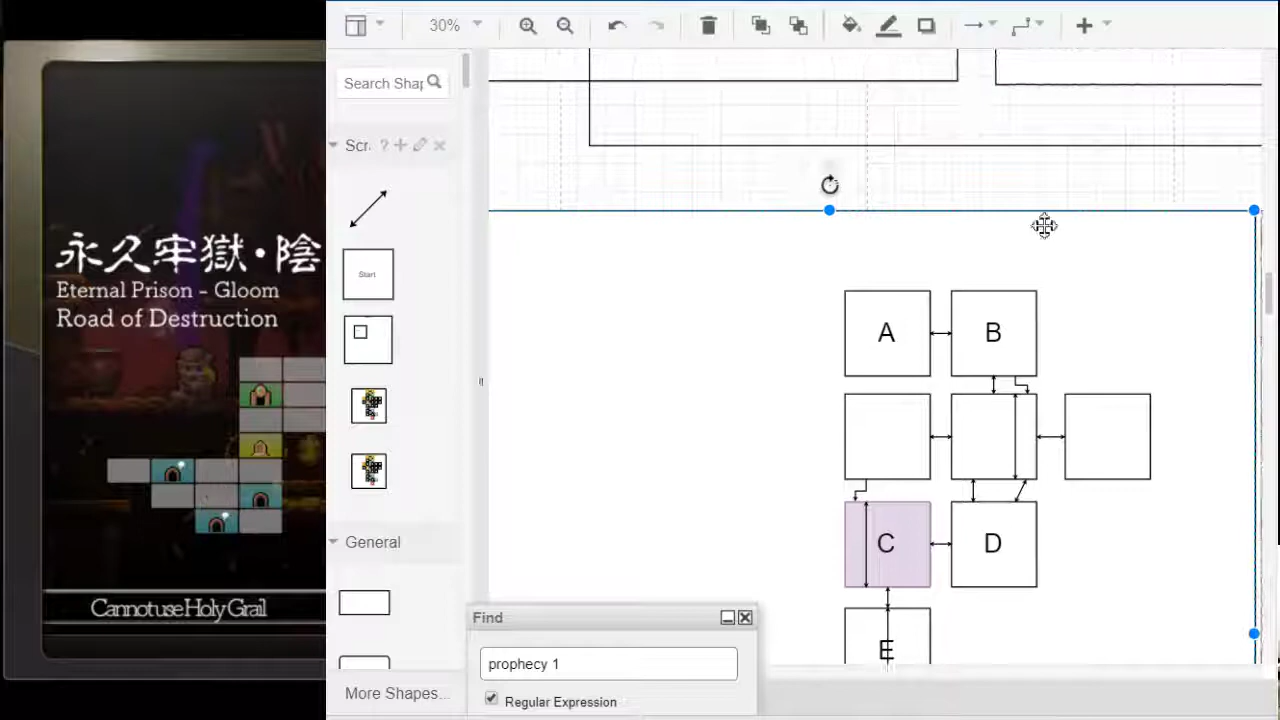 永久牢獄・陰
Eternal Prison - Gloom
Road of Destruction
Cannot use Holy Grail
30%
Search Shap
Scr.
?
Start
General
More Shapes...
A
B
C
D
E
Find
prophecy 1
Regular Expression